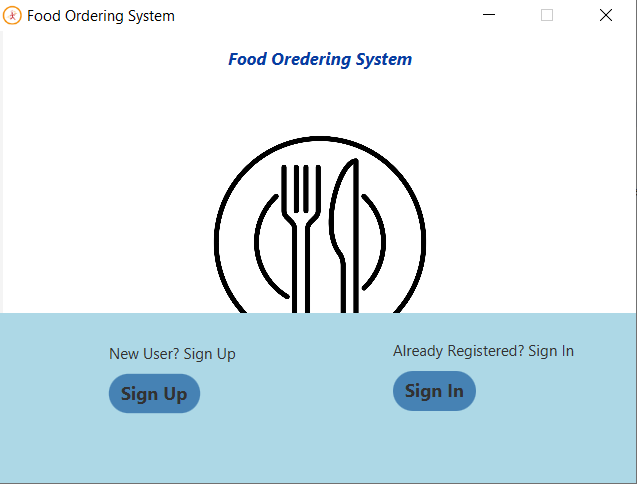 Food Ordering System
Food Oredering System
New User? Sign Up
Already Registered? Sign In
Sign Up
Sign In